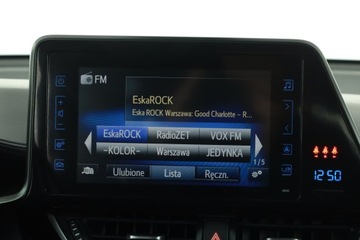 FM
EskaROCK
Eska ROCK Warszawa: Good Charlotte – R...
EskaROCK RadioZET VOX FM
~KOLOR~ Warszawa JEDYNKA
1/5
Ulubione Lista Ręczn.
12:50